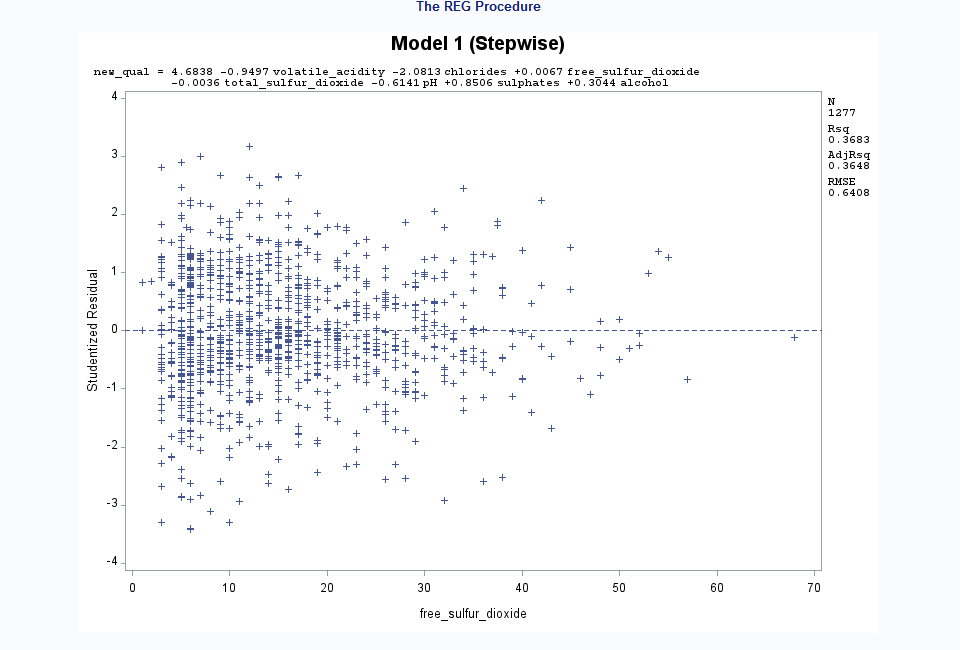 The REG Procedure
Model 1 (Stepwise)
new_qual = 4.6838 -0.9497 volatile_acidity -2.0813 chlorides +0.0067 free_sulfur_dioxide
-0.0036 total_sulfur_dioxide -0.6141 pH +0.8506 sulphates +0.3044 alcohol
N
1277
Rsq
0.3683
AdjRsq
0.3648
RMSE
0.6408
Studentized Residual
4
3
2
1
0
-1
-2
-3
-4
0 10 20 30 40 50 60 70
free_sulfur_dioxide